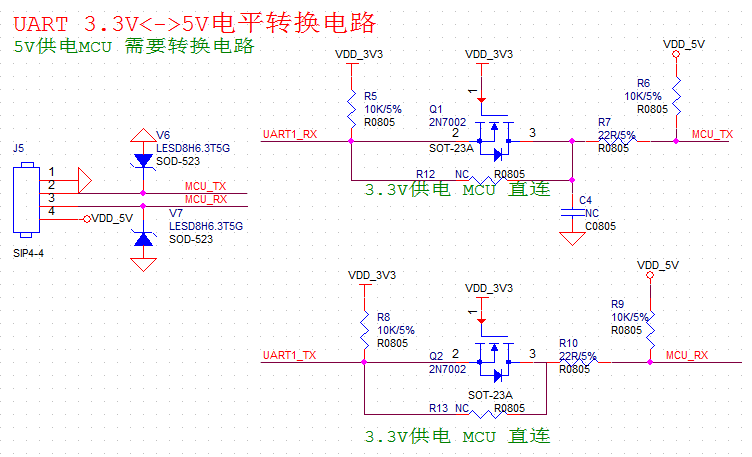 UART 3.3V<->5V电平转换电路
5V供电MCU 需要转换电路
VDD_3V3
VDD_3V3
VDD_5V
R5
10K/5%
R0805
Q1
2N7002
1
R6
10K/5%
R0805
R7
22R/5%
R0805
UART1_RX
2
3
MCU_TX
SOT-23A
R12
NC
R0805
3.3V供电 MCU 直连
C4
NC
C0805
J5
1
2
3
4
SIP4-4
V6
LESD8H6.3T5G
SOD-523
MCU_TX
MCU_RX
VDD_5V
V7
LESD8H6.3T5G
SOD-523
VDD_3V3
VDD_3V3
VDD_5V
R8
10K/5%
R0805
1
R9
10K/5%
R0805
R10
22R/5%
R0805
UART1_TX
Q2
2N7002
2
3
MCU_RX
SOT-23A
R13
NC
R0805
3.3V供电 MCU 直连